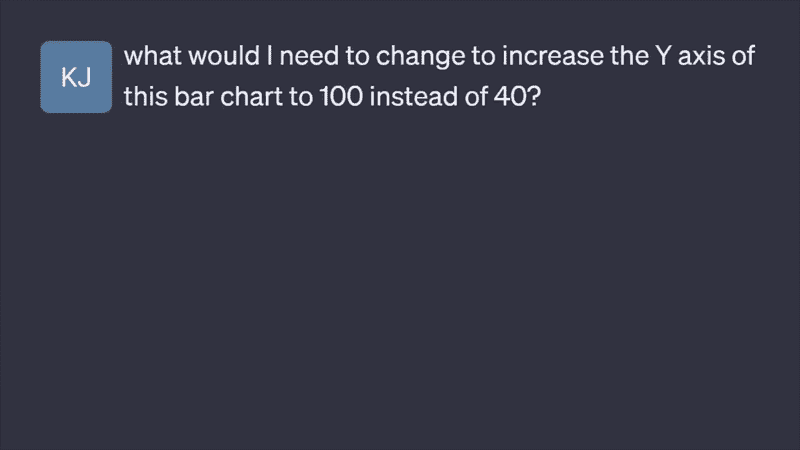 KJ
what would I need to change to increase the Y axis of
this bar chart to 100 instead of 40?